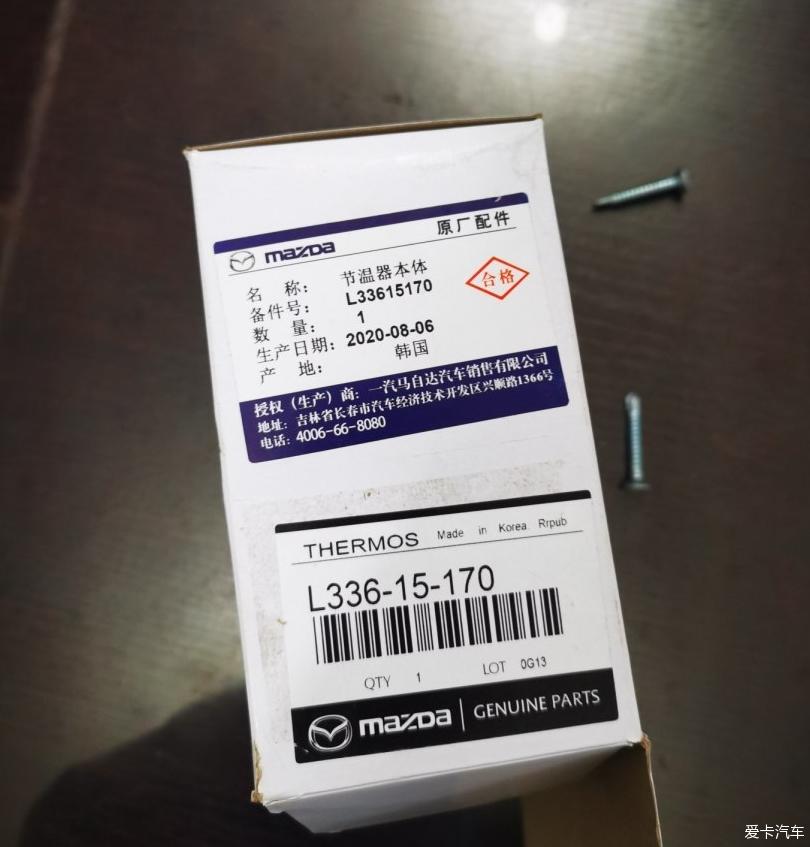 mazda
原厂配件
名 称： 节温器本体
备件号： L33615170
数 量： 1
生产日期： 2020-08-06
产 地： 韩国
合格
授权（生产）商：一汽马自达汽车销售有限公司
地址：吉林省长春市汽车经济技术开发区兴顺路1366号
电话：4006-66-8080
THERMOS Made in Korea. Rrpub
L336-15-170
QTY 1 LOT 0G13
mazda | GENUINE PARTS
爱卡汽车